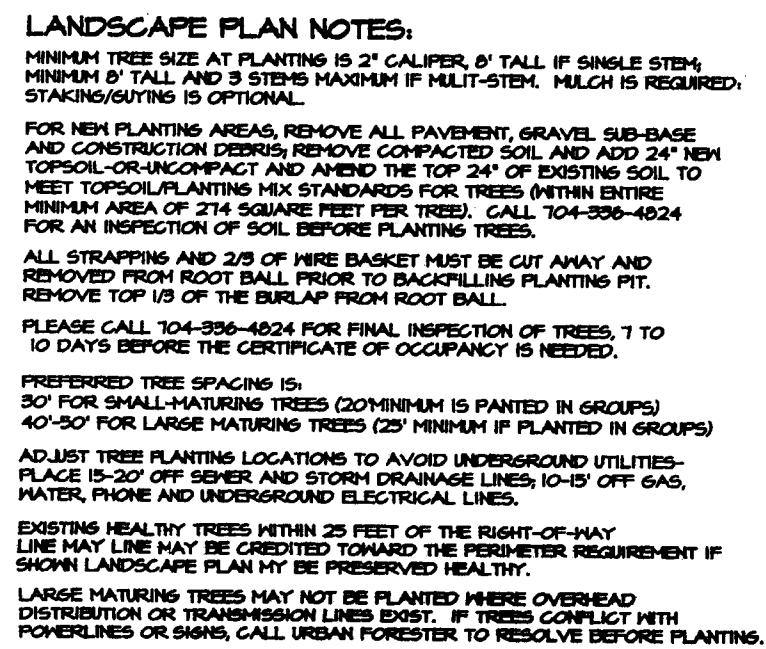 LANDSCAPE PLAN NOTES:
MINIMUM TREE SIZE AT PLANTING IS 2" CALIPER, 8' TALL IF SINGLE STEM;
MINIMUM 8' TALL AND 3 STEMS MAXIMUM IF MULIT-STEM. MULCH IS REQUIRED:
STAKING/GUYING IS OPTIONAL.
FOR NEW PLANTING AREAS, REMOVE ALL PAVEMENT, GRAVEL SUB-BASE
AND CONSTRUCTION DEBRIS; REMOVE COMPACTED SOIL AND ADD 24" NEW
TOPSOIL-OR-UNCOMPACT AND AMEND THE TOP 24" OF EXISTING SOIL TO
MEET TOPSOIL/PLANTING MIX STANDARDS FOR TREES (WITHIN ENTIRE
MINIMUM AREA OF 274 SQUARE FEET PER TREE). CALL 704-336-4824
FOR AN INSPECTION OF SOIL BEFORE PLANTING TREES.
ALL STRAPPING AND 2/3 OF WIRE BASKET MUST BE CUT AWAY AND
REMOVED FROM ROOT BALL PRIOR TO BACKFILLING PLANTING PIT.
REMOVE TOP 1/3 OF THE BURLAP FROM ROOT BALL.
PLEASE CALL 704-336-4824 FOR FINAL INSPECTION OF TREES, 7 TO
10 DAYS BEFORE THE CERTIFICATE OF OCCUPANCY IS NEEDED.
PREFERRED TREE SPACING IS:
30' FOR SMALL-MATURING TREES (20'MINIMUM IS PANTED IN GROUPS)
40'-50' FOR LARGE MATURING TREES (25' MINIMUM IF PLANTED IN GROUPS)
ADJUST TREE PLANTING LOCATIONS TO AVOID UNDERGROUND UTILITIES-
PLACE 15-20' OFF SEWER AND STORM DRAINAGE LINES; 10-15' OFF GAS,
WATER, PHONE AND UNDERGROUND ELECTRICAL LINES.
EXISTING HEALTHY TREES WITHIN 25 FEET OF THE RIGHT-OF-WAY
LINE MAY LINE MAY BE CREDITED TOWARD THE PERIMETER REQUIREMENT IF
SHOWN LANDSCAPE PLAN MY BE PRESERVED HEALTHY.
LARGE MATURING TREES MAY NOT BE PLANTED WHERE OVERHEAD
DISTRIBUTION OR TRANSMISSION LINES EXIST. IF TREES CONFLICT WITH
POWERLINES OR SIGNS, CALL URBAN FORESTER TO RESOLVE BEFORE PLANTING.